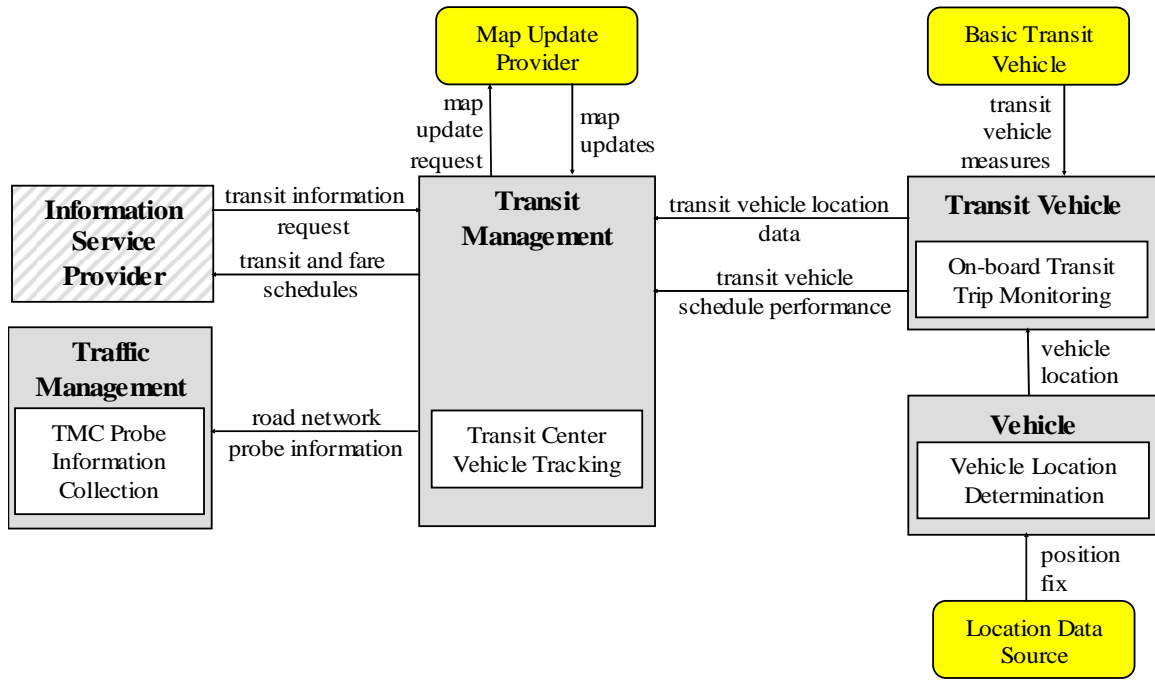 Map Update
Provider
Basic Transit
Vehicle
map
update
request
map
updates
transit
vehicle
measures
Information
Service
Provider
transit information
request
transit and fare
schedules
Transit
Management
transit vehicle location
data
transit vehicle
schedule performance
Transit Vehicle
On-board Transit
Trip Monitoring
Traffic
Management
TMC Probe
Information
Collection
road network
probe information
Transit Center
Vehicle Tracking
vehicle
location
Vehicle
Vehicle Location
Determination
position
fix
Location Data
Source